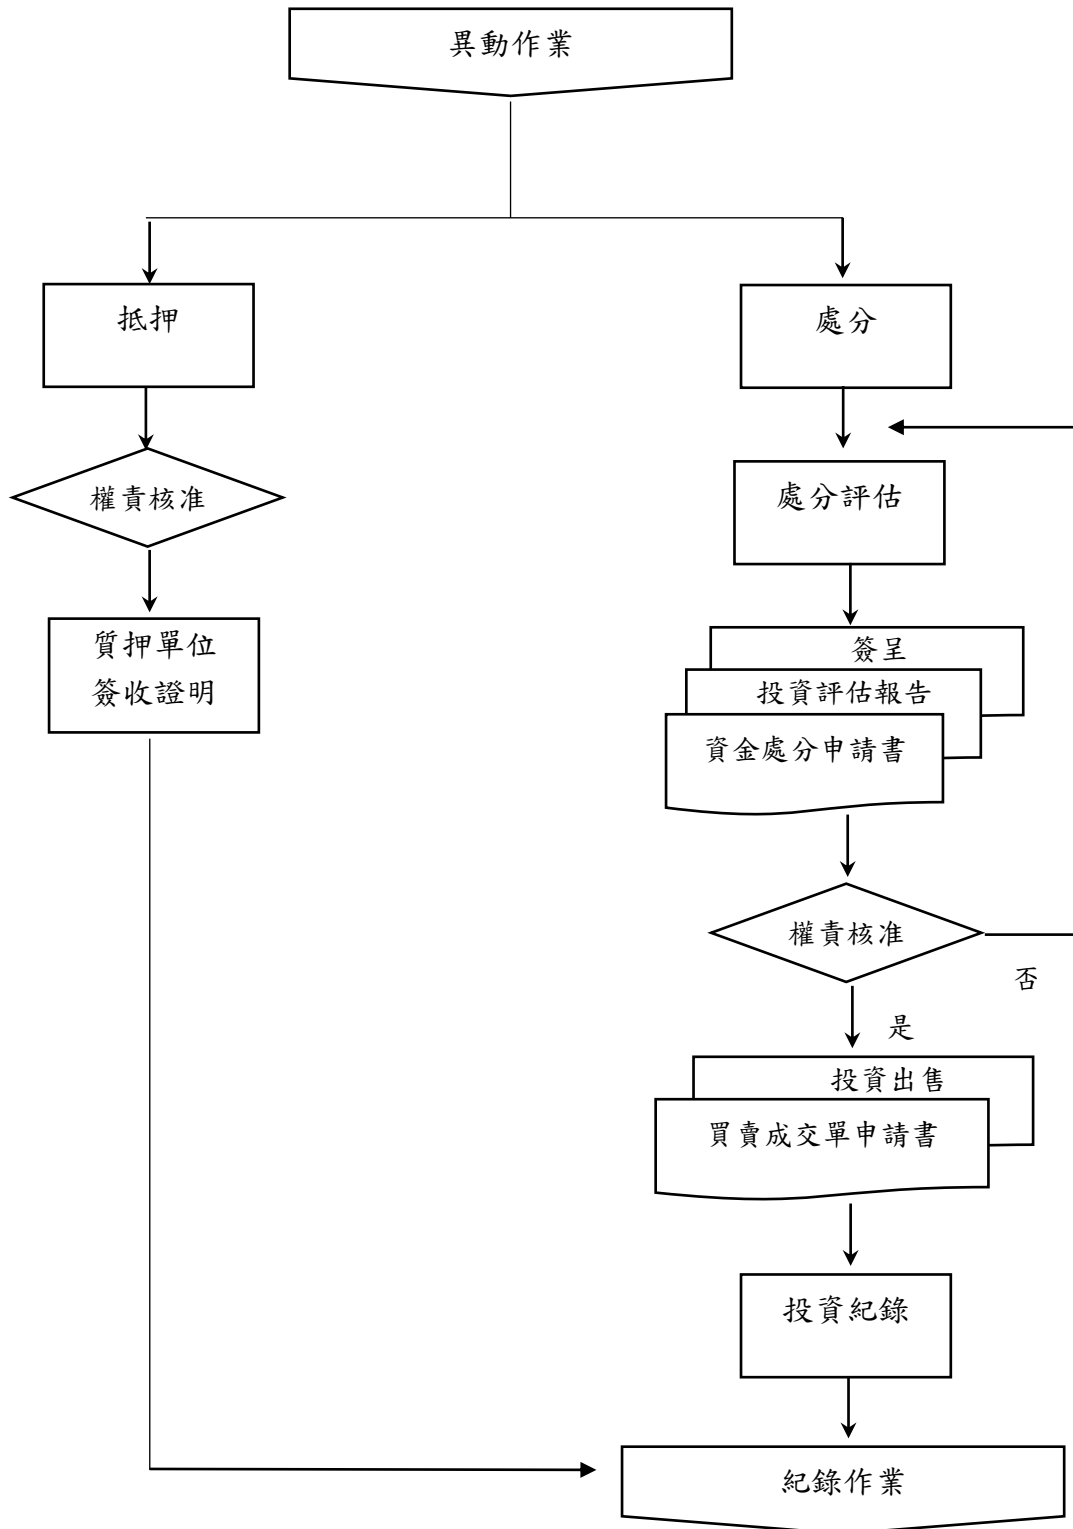 異動作業
抵押
處分
權責核准
處分評估
質押單位
簽收證明
簽呈
投資評估報告
資金處分申請書
權責核准
否
是
投資出售
買賣成交單申請書
投資紀錄
紀錄作業